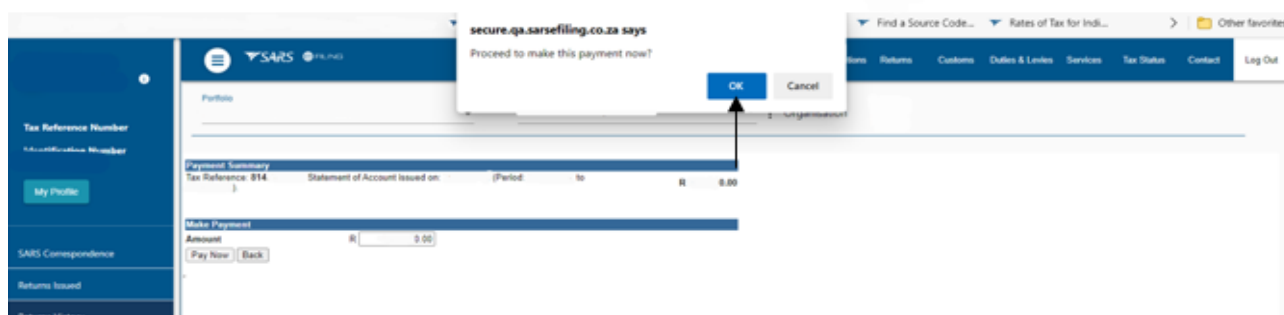 Find a Source Code...
Rates of Tax for Indi...
Other favorites
secure.qa.sarsefiling.co.za says
Proceed to make this payment now?
OK
Cancel
SARS
Returns
Customs
Duties & Levies
Services
Tax Status
Contact
Log Out
Portfolio
Organisation
Tax Reference Number
Identification Number
My Profile
SARS Correspondence
Returns Issued
Payment Summary
Tax Reference: 814 Statement of Account issued on: (Period: to ). R 0.00
Make Payment
Amount R 0.00
Pay Now Back